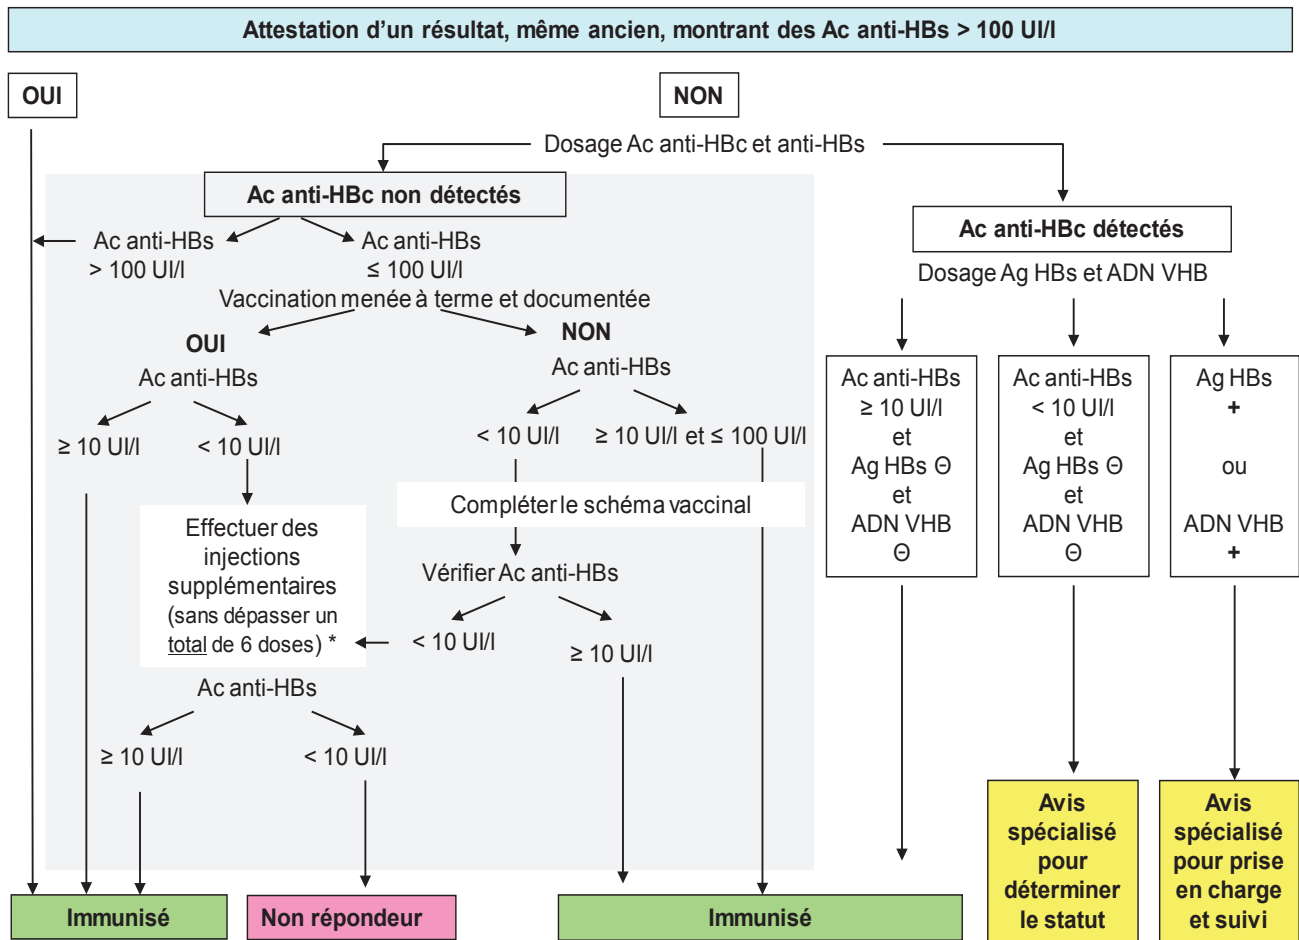 Attestation d'un résultat, même ancien, montrant des Ac anti-HBs > 100 UI/l
OUI
NON
Dosage Ac anti-HBc et anti-HBs
Ac anti-HBc non détectés
Ac anti-HBs
> 100 UI/l
Ac anti-HBs
≤ 100 UI/l
Vaccination menée à terme et documentée
OUI
Ac anti-HBs
≥ 10 UI/l
< 10 UI/l
NON
Ac anti-HBs
< 10 UI/l
≥ 10 UI/l et ≤ 100 UI/l
Effectuer des
injections
supplémentaires
(sans dépasser un
total de 6 doses) *
Compléter le schéma vaccinal
Vérifier Ac anti-HBs
< 10 UI/l
≥ 10 UI/l
Ac anti-HBs
≥ 10 UI/l
< 10 UI/l
Ac anti-HBc détectés
Dosage Ag HBs et ADN VHB
Ac anti-HBs
≥ 10 UI/l
et
Ag HBs Θ
et
ADN VHB
Θ
Ac anti-HBs
< 10 UI/l
et
Ag HBs Θ
et
ADN VHB
Θ
Ag HBs
+
ou
ADN VHB
+
Immunisé
Non répondeur
Immunisé
Avis
spécialisé
pour
déterminer
le statut
Avis
spécialisé
pour prise
en charge
et suivi